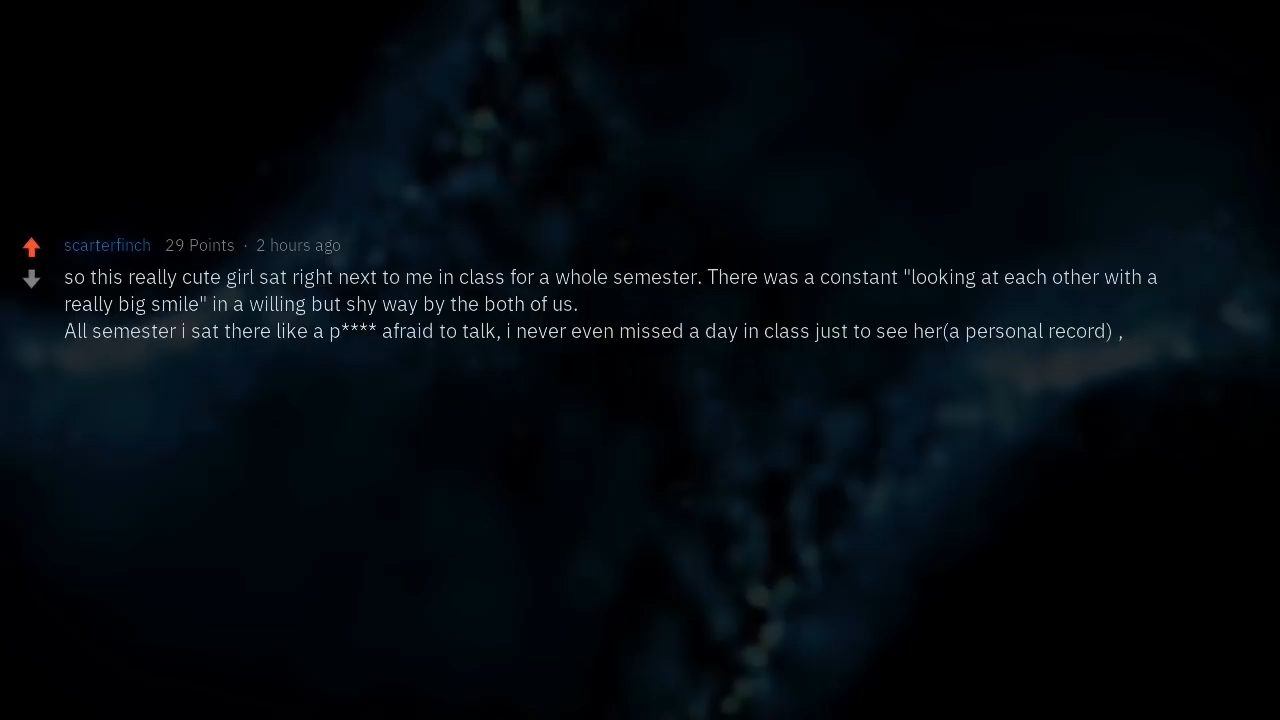 scarterfinch 29 Points · 2 hours ago
so this really cute girl sat right next to me in class for a whole semester. There was a constant "looking at each other with a
really big smile" in a willing but shy way by the both of us.
All semester i sat there like a p**** afraid to talk, i never even missed a day in class just to see her(a personal record) ,